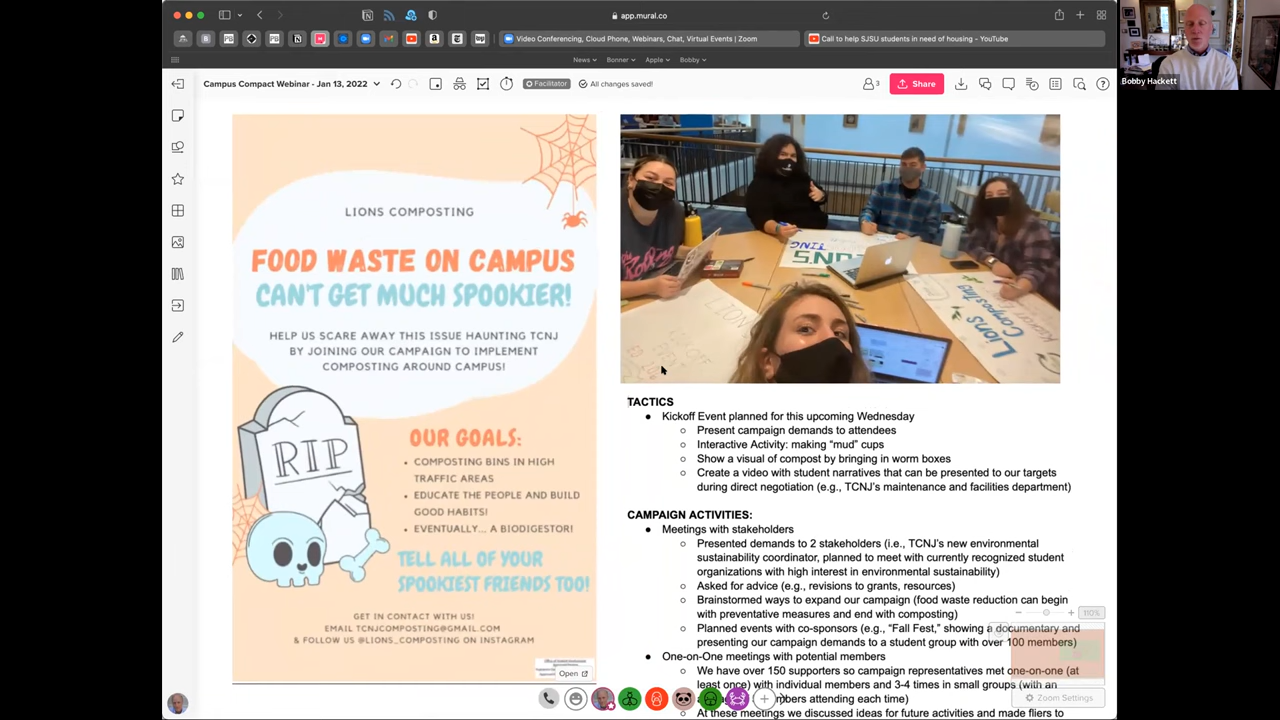 app.mural.co
Video Conferencing, Cloud Phone, Webinars, Chat, Virtual Events | Zoom
Call to help SJSU students in need of housing - YouTube
News
Bonner
Apple
Bobby
Bobby Hackett
Campus Compact Webinar - Jan 13, 2022
Facilitator
All changes saved!
3
Share
LIONS COMPOSTING
FOOD WASTE ON CAMPUS
CAN'T GET MUCH SPOOKIER!
HELP US SCARE AWAY THIS ISSUE HAUNTING TCNJ
BY JOINING OUR CAMPAIGN TO IMPLEMENT
COMPOSTING AROUND CAMPUS!
RIP
OUR GOALS:
• COMPOSTING BINS IN HIGH
TRAFFIC AREAS
• EDUCATE THE PEOPLE AND BUILD
GOOD HABITS!
• EVENTUALLY... A BIODIGESTOR!
TELL ALL OF YOUR
SPOOKIEST FRIENDS TOO!
GET IN CONTACT WITH US!
EMAIL TCNJCOMPOSTING@GMAIL.COM
& FOLLOW US @LIONS_COMPOSTING ON INSTAGRAM
Open
Lions
Composting
TACTICS
● Kickoff Event planned for this upcoming Wednesday
○ Present campaign demands to attendees
○ Interactive Activity: making “mud” cups
○ Show a visual of compost by bringing in worm boxes
○ Create a video with student narratives that can be presented to our targets
during direct negotiation (e.g., TCNJ’s maintenance and facilities department)
CAMPAIGN ACTIVITIES:
● Meetings with stakeholders
○ Presented demands to 2 stakeholders (i.e., TCNJ’s new environmental
sustainability coordinator, planned to meet with currently recognized student
organizations with high interest in environmental sustainability)
○ Asked for advice (e.g., revisions to grants, resources)
○ Brainstormed ways to expand our campaign (food waste reduction can begin
with preventative measures and end with composting)
○ Planned events with co-sponsors (e.g., “Fall Fest,” showing a documentary and
presenting our campaign demands to a student group with over 100 members)
● One-on-One meetings with potential members
○ We have over 150 supporters so campaign representatives met one-on-one (at
least once) with individual members and 3-4 times in small groups (with an
members attending each time)
○ At these meetings we discussed ideas for future activities and made fliers to
110%
Zoom Settings